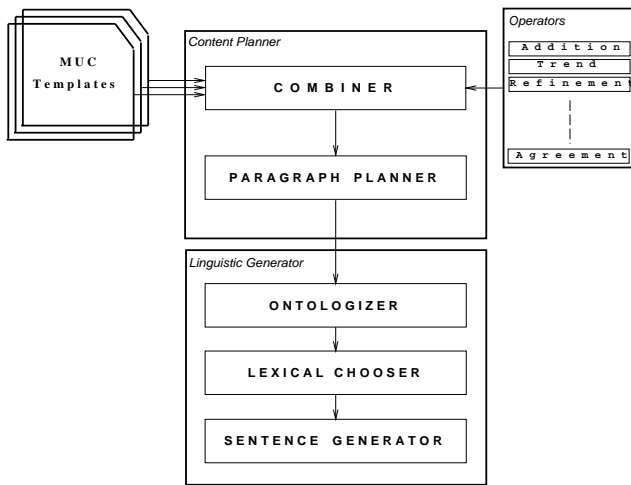 MUC
Templates
Content Planner
COMBINER
PARAGRAPH PLANNER
Operators
Addition
Trend
Refinement
Agreement
Linguistic Generator
ONTOLOGIZER
LEXICAL CHOOSER
SENTENCE GENERATOR